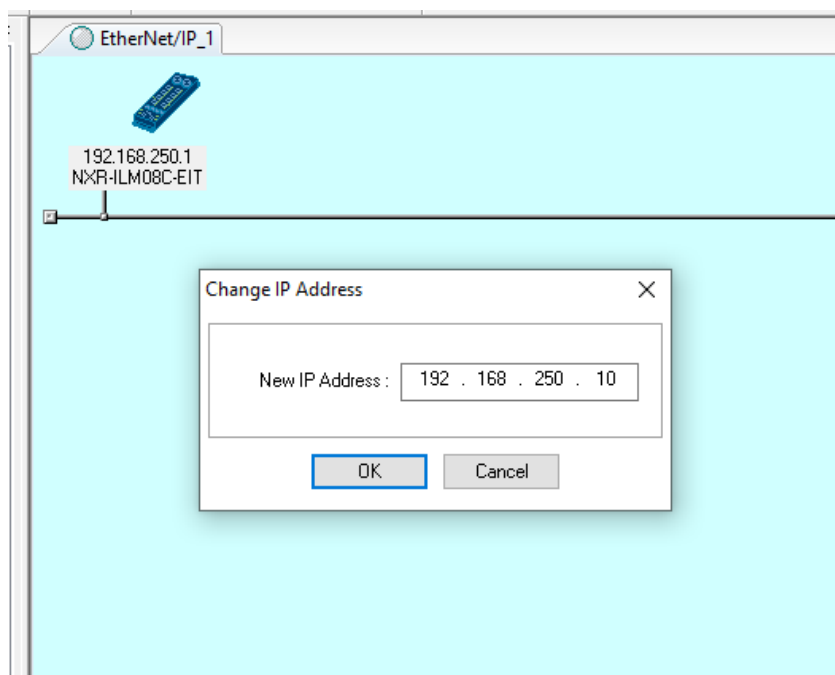 EtherNet/IP_1
192.168.250.1
NXR-ILM08C-EIT
Change IP Address
New IP Address :
192 . 168 . 250 . 10
OK
Cancel